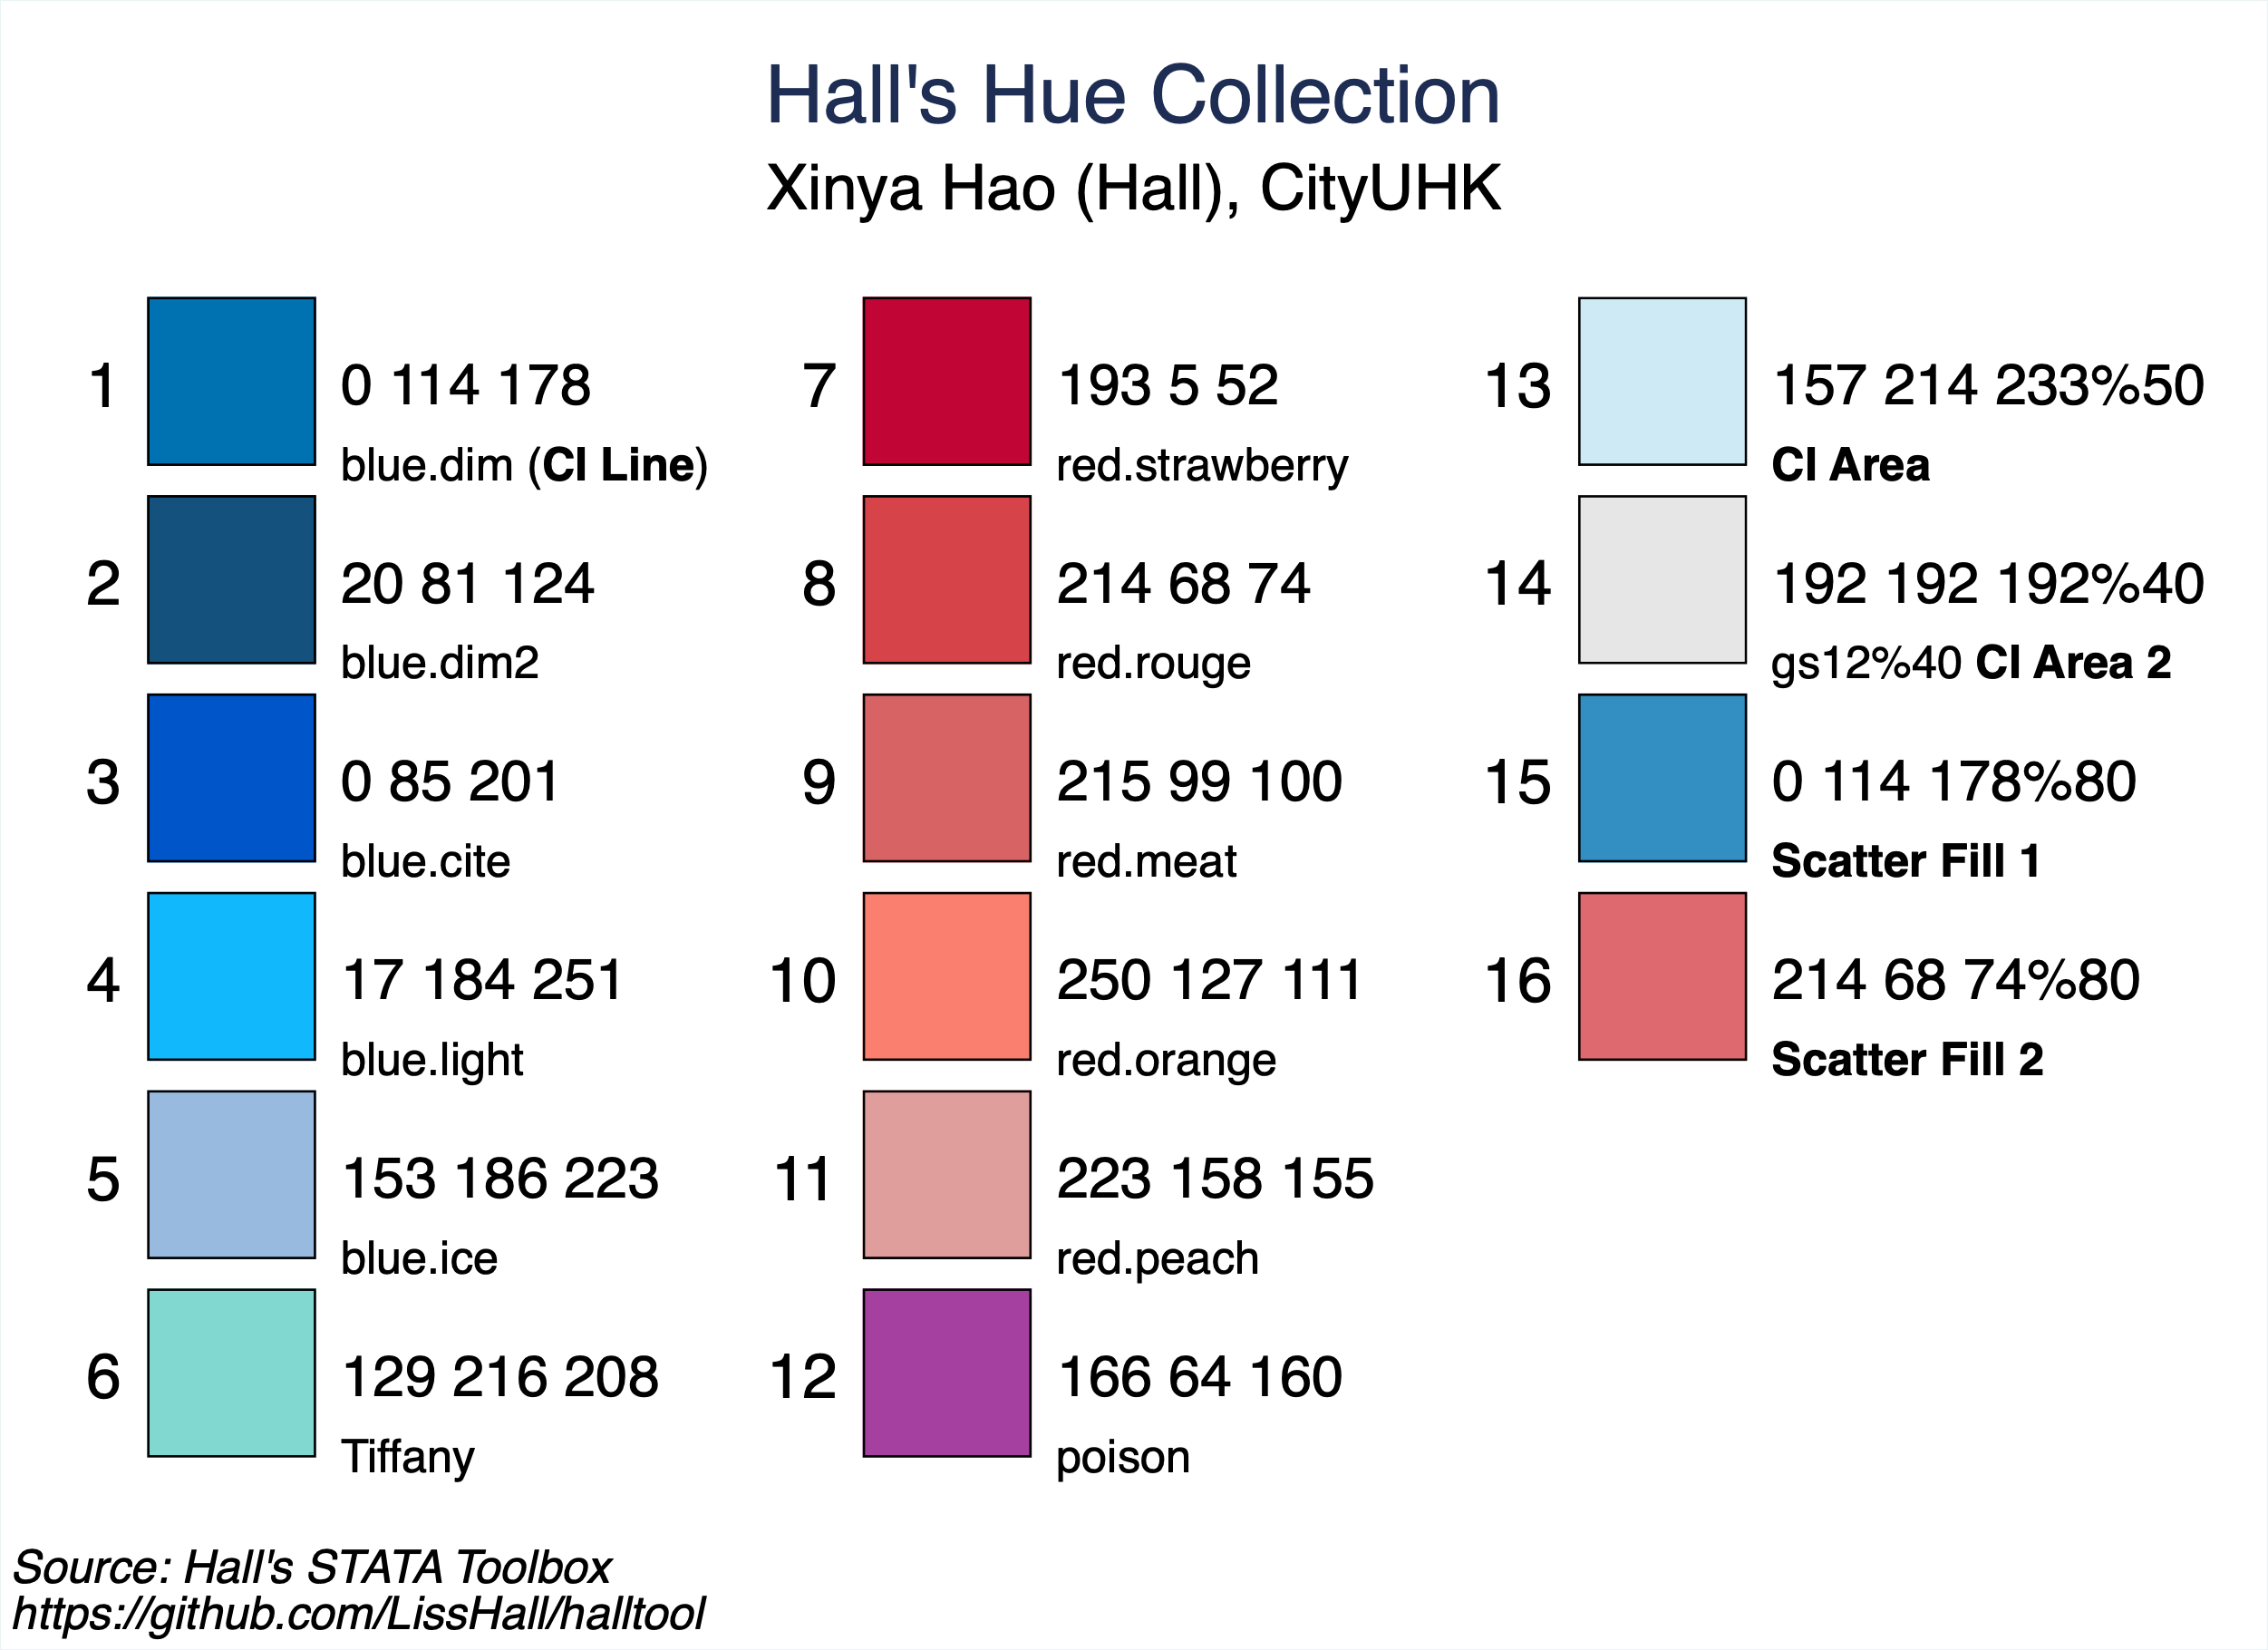 Hall's Hue Collection
Xinya Hao (Hall), CityUHK
1
0 114 178
blue.dim (CI Line)
2
20 81 124
blue.dim2
3
0 85 201
blue.cite
4
17 184 251
blue.light
5
153 186 223
blue.ice
6
129 216 208
Tiffany
7
193 5 52
red.strawberry
8
214 68 74
red.rouge
9
215 99 100
red.meat
10
250 127 111
red.orange
11
223 158 155
red.peach
12
166 64 160
poison
13
157 214 233%50
CI Area
14
192 192 192%40
gs12%40 CI Area 2
15
0 114 178%80
Scatter Fill 1
16
214 68 74%80
Scatter Fill 2
Source: Hall's STATA Toolbox
https://github.com/LissHall/halltool